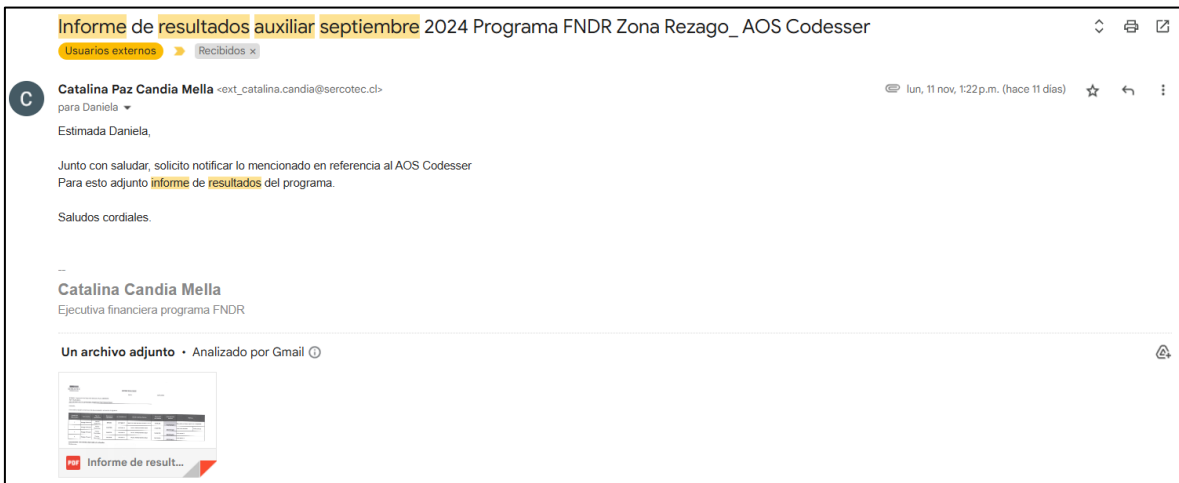 Informe de resultados auxiliar septiembre 2024 Programa FNDR Zona Rezago_ AOS Codesser
Usuarios externos Recibidos x
C
Catalina Paz Candia Mella <ext_catalina.candia@sercotec.cl> lun, 11 nov, 1:22 p.m. (hace 11 días)
para Daniela
Estimada Daniela,
Junto con saludar, solicito notificar lo mencionado en referencia al AOS Codesser
Para esto adjunto informe de resultados del programa.
Saludos cordiales.
--
Catalina Candia Mella
Ejecutiva financiera programa FNDR
Un archivo adjunto • Analizado por Gmail
PDF Informe de result...